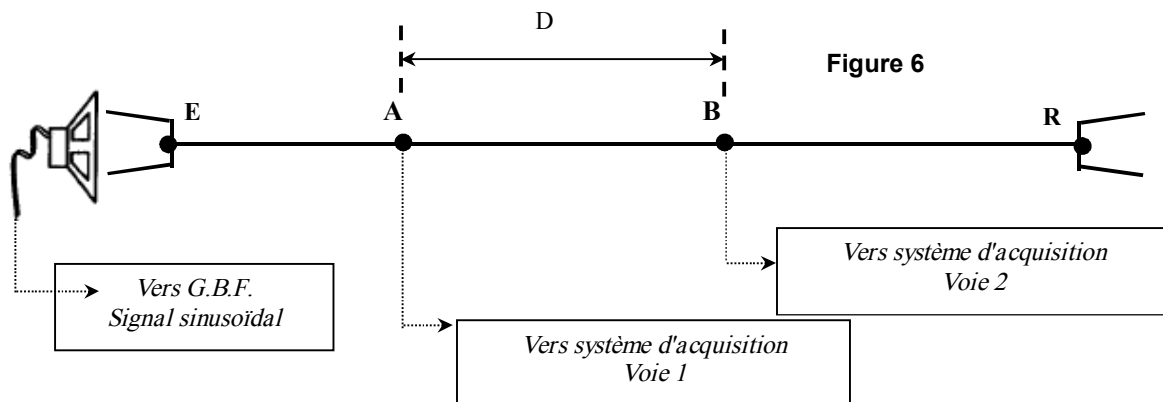 D
Figure 6
E
A
B
R
Vers système d'acquisition
Voie 2
Vers G.B.F.
Signal sinusoïdal
Vers système d'acquisition
Voie 1